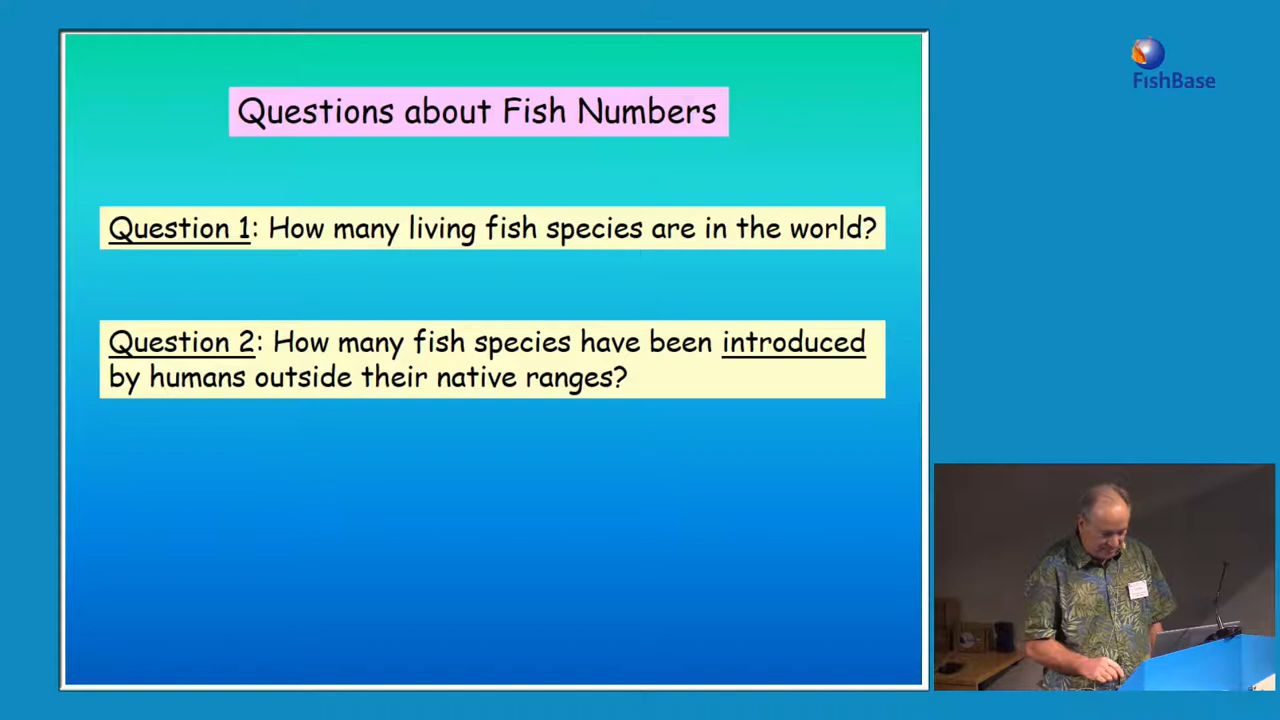 FishBase
Questions about Fish Numbers
Question 1: How many living fish species are in the world?
Question 2: How many fish species have been introduced
by humans outside their native ranges?